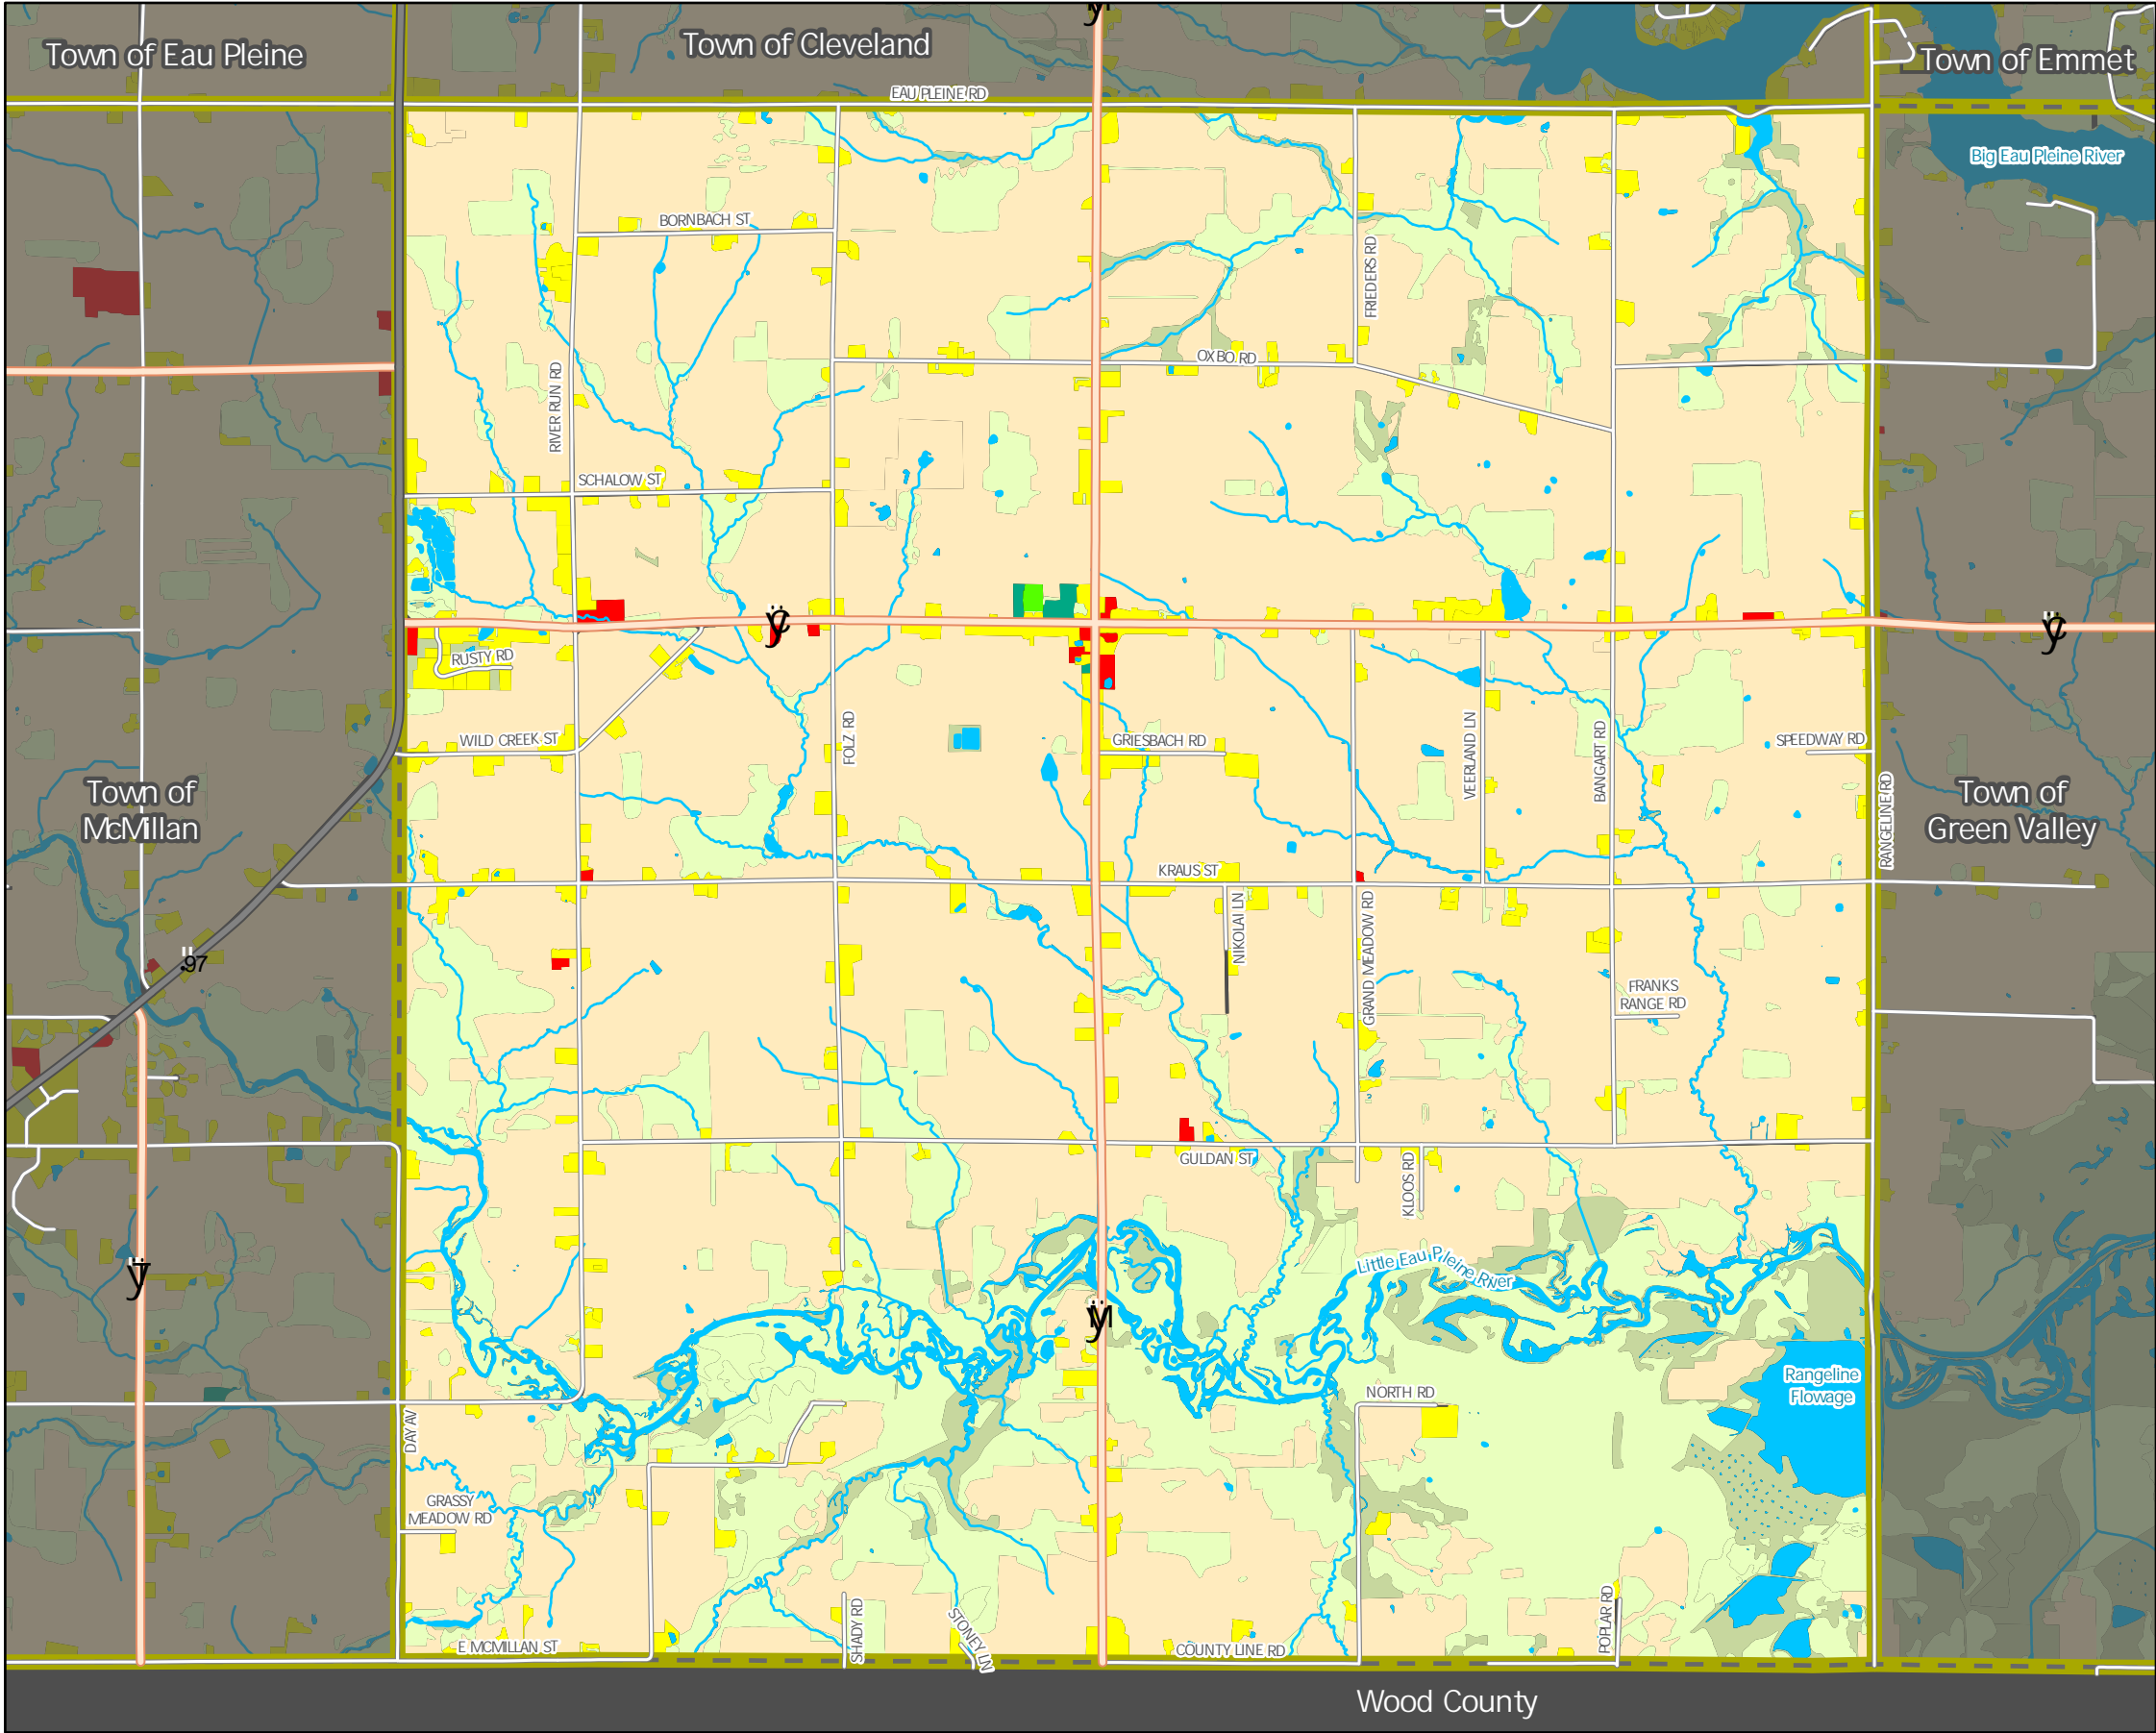 Town of Eau Pleine
Town of Cleveland
Town of Emmet
EAU PLEINE RD
Big Eau Pleine River
BORNBACH ST
FRIEDERS RD
OXBO RD
RIVER RUN RD
SCHALOW ST
RUSTY RD
WILD CREEK ST
FOLZ RD
GRIESBACH RD
VEERLAND LN
BANGART RD
SPEEDWAY RD
RANGELINE RD
Town of
McMillan
Town of
Green Valley
KRAUS ST
NIKOLAI LN
GRAND MEADOW RD
97
FRANKS
RANGE RD
GULDAN ST
KLOOS RD
Little Eau Pleine River
Rangeline
Flowage
NORTH RD
DAY AV
GRASSY
MEADOW RD
E MCMILLAN ST
SHADY RD
STONEY LN
COUNTY LINE RD
POPLAR RD
Wood County